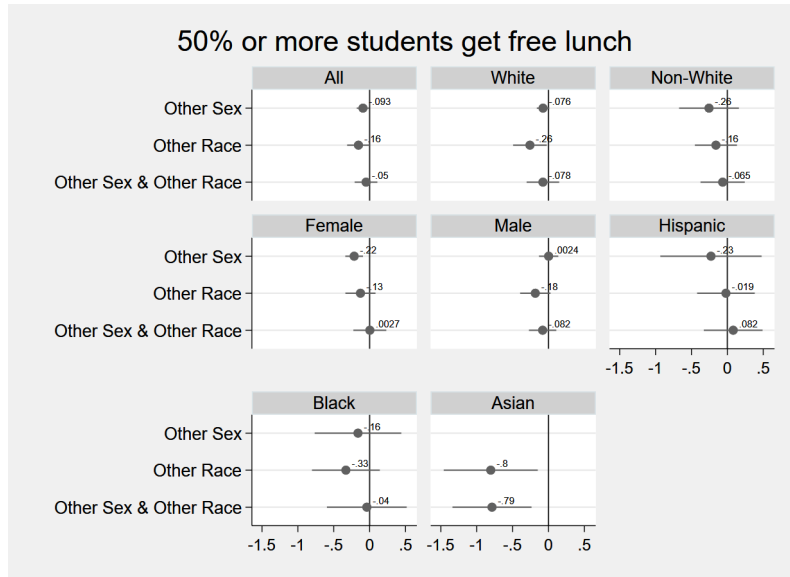 50% or more students get free lunch
All White Non-White
Other Sex -.093 -.076 -.26
Other Race -.16 -.26 -.16
Other Sex & Other Race -.05 -.078 -.065
Female Male Hispanic
Other Sex -.22 .0024 -.23
Other Race -.13 -.18 -.019
Other Sex & Other Race .0027 -.082 .082
-1.5 -1 -.5 0 .5
Black Asian
Other Sex -.16
Other Race -.33 -.8
Other Sex & Other Race -.04 -.79
-1.5 -1 -.5 0 .5 -1.5 -1 -.5 0 .5